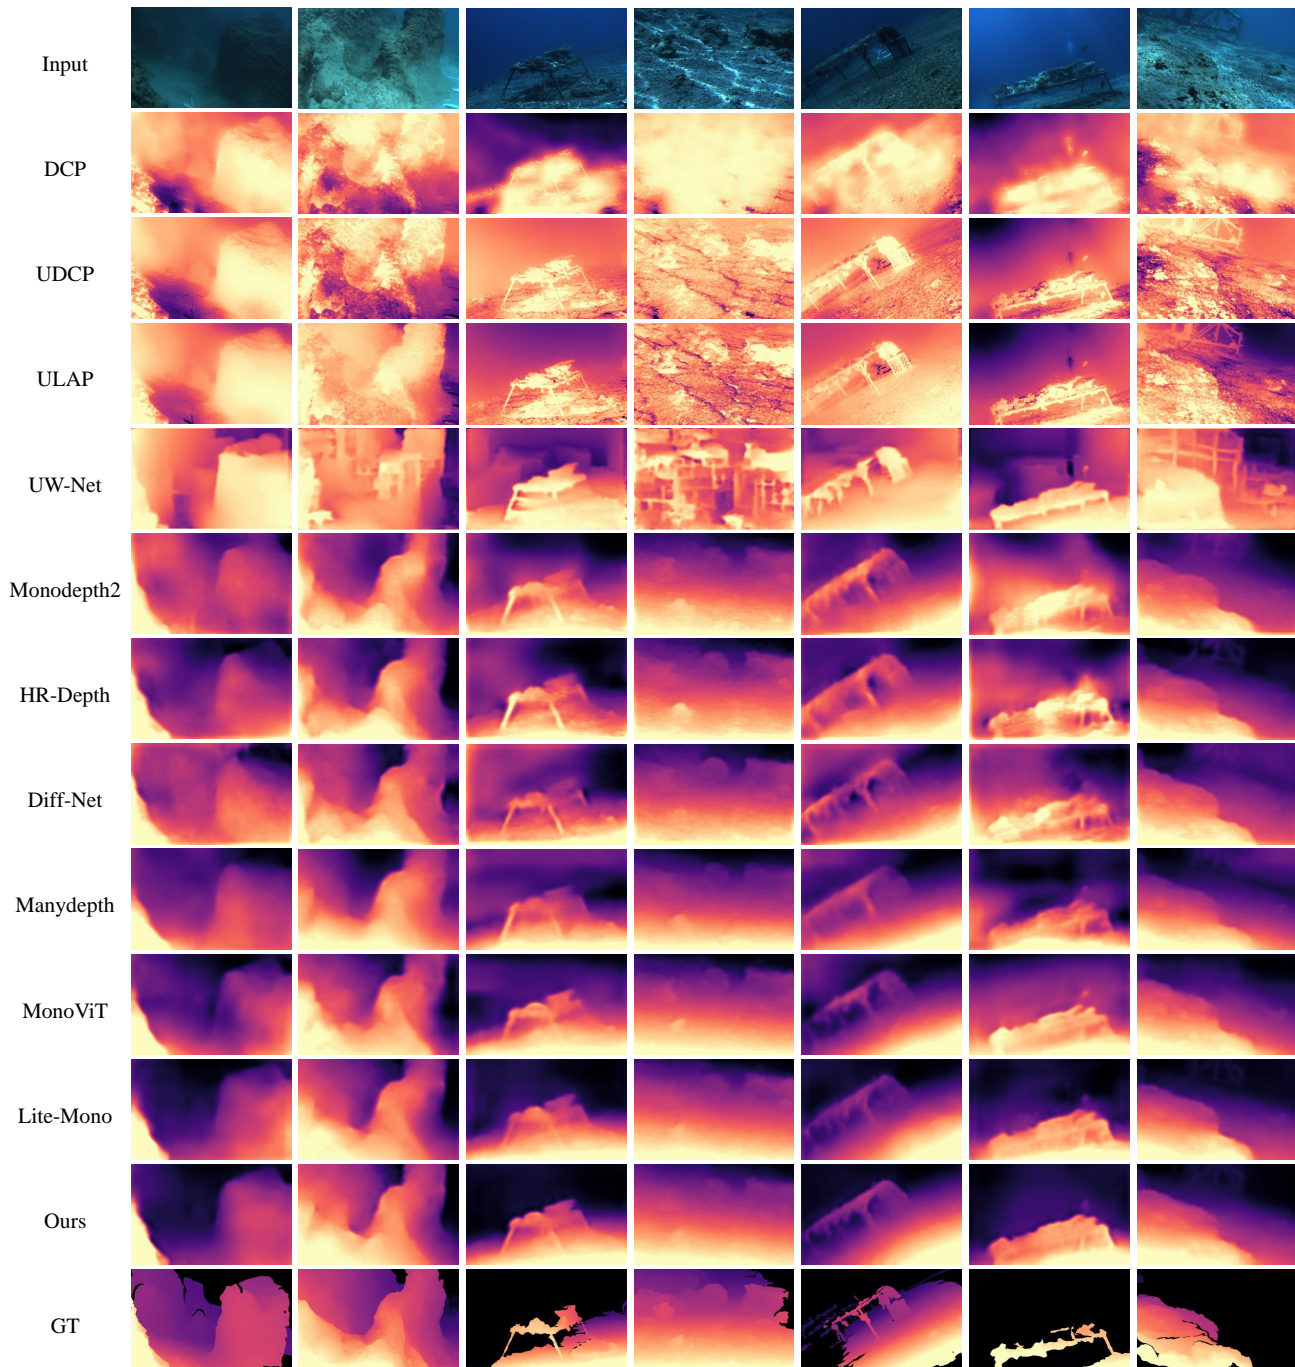 Input
DCP
UDCP
ULAP
UW-Net
Monodepth2
HR-Depth
Diff-Net
Manydepth
MonoViT
Lite-Mono
Ours
GT